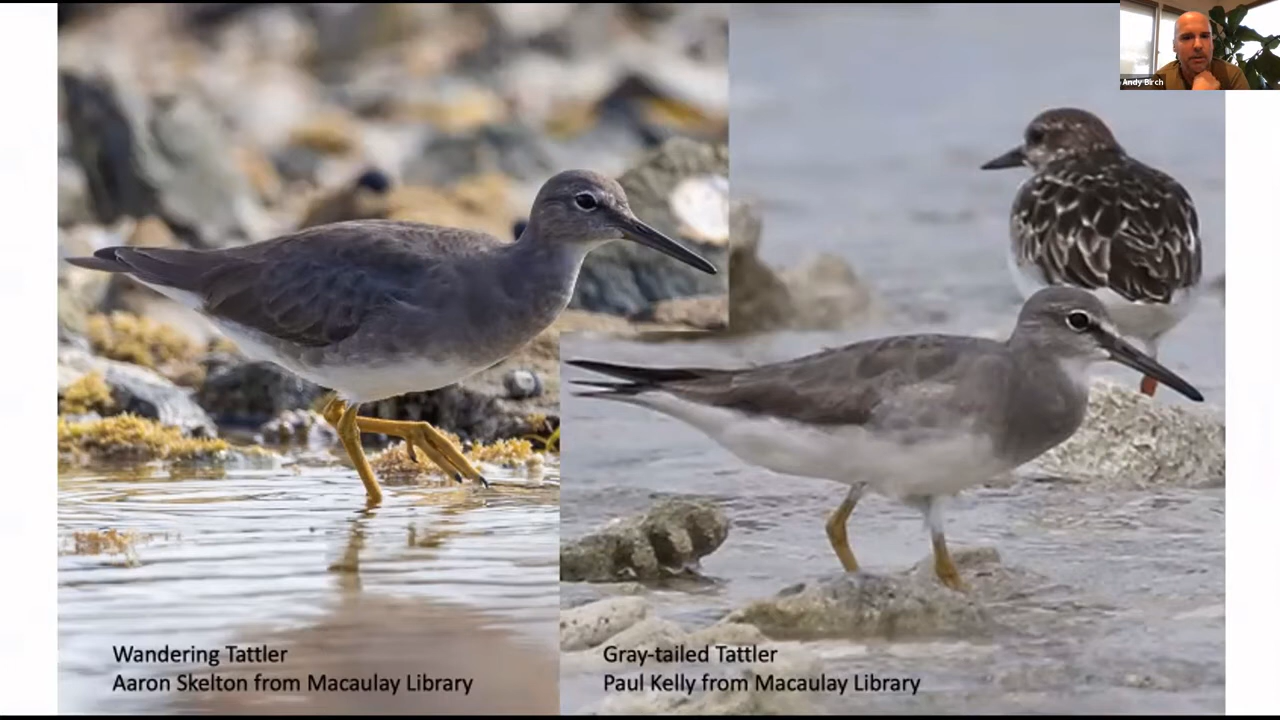 Andy Birch
Wandering Tattler
Aaron Skelton from Macaulay Library
Gray-tailed Tattler
Paul Kelly from Macaulay Library